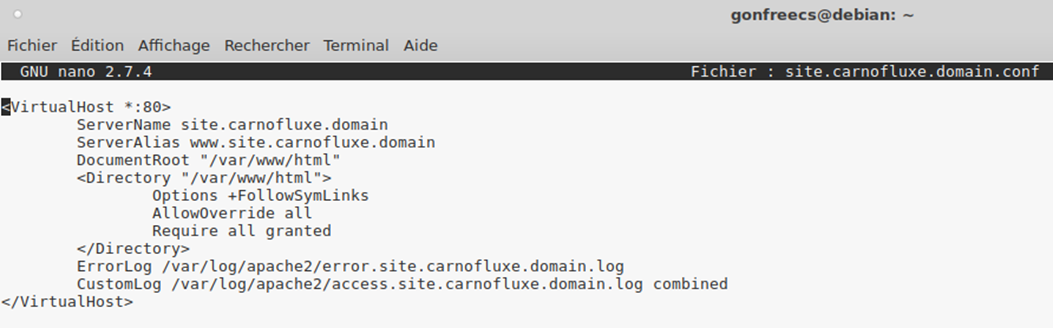 gonfreecs@debian: ~
Fichier Édition Affichage Rechercher Terminal Aide
GNU nano 2.7.4 Fichier : site.carnofluxe.domain.conf
<VirtualHost *:80>
        ServerName site.carnofluxe.domain
        ServerAlias www.site.carnofluxe.domain
        DocumentRoot "/var/www/html"
        <Directory "/var/www/html">
                Options +FollowSymLinks
                AllowOverride all
                Require all granted
        </Directory>
        ErrorLog /var/log/apache2/error.site.carnofluxe.domain.log
        CustomLog /var/log/apache2/access.site.carnofluxe.domain.log combined
</VirtualHost>